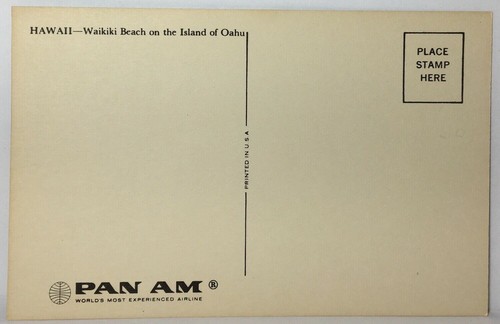 HAWAII—Waikiki Beach on the Island of Oahu
PLACE
STAMP
HERE
PRINTED IN U.S.A
PAN AM®
WORLD'S MOST EXPERIENCED AIRLINE